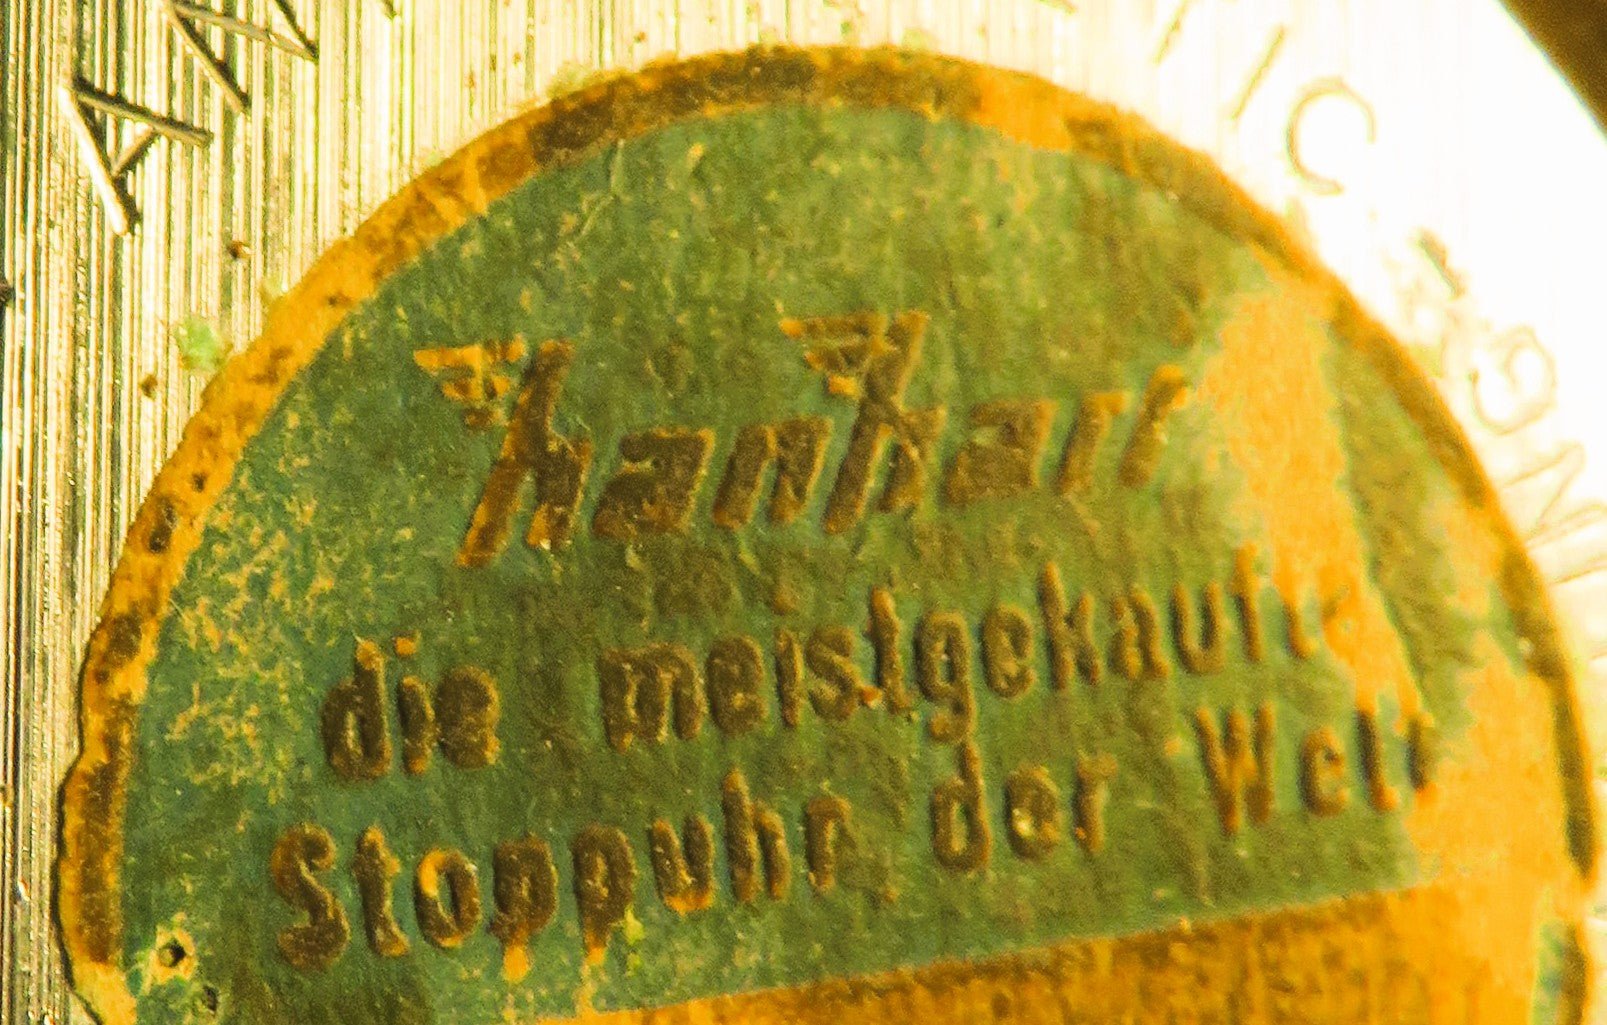 Hanhart
die meistgekaufte
Stoppuhr der Welt